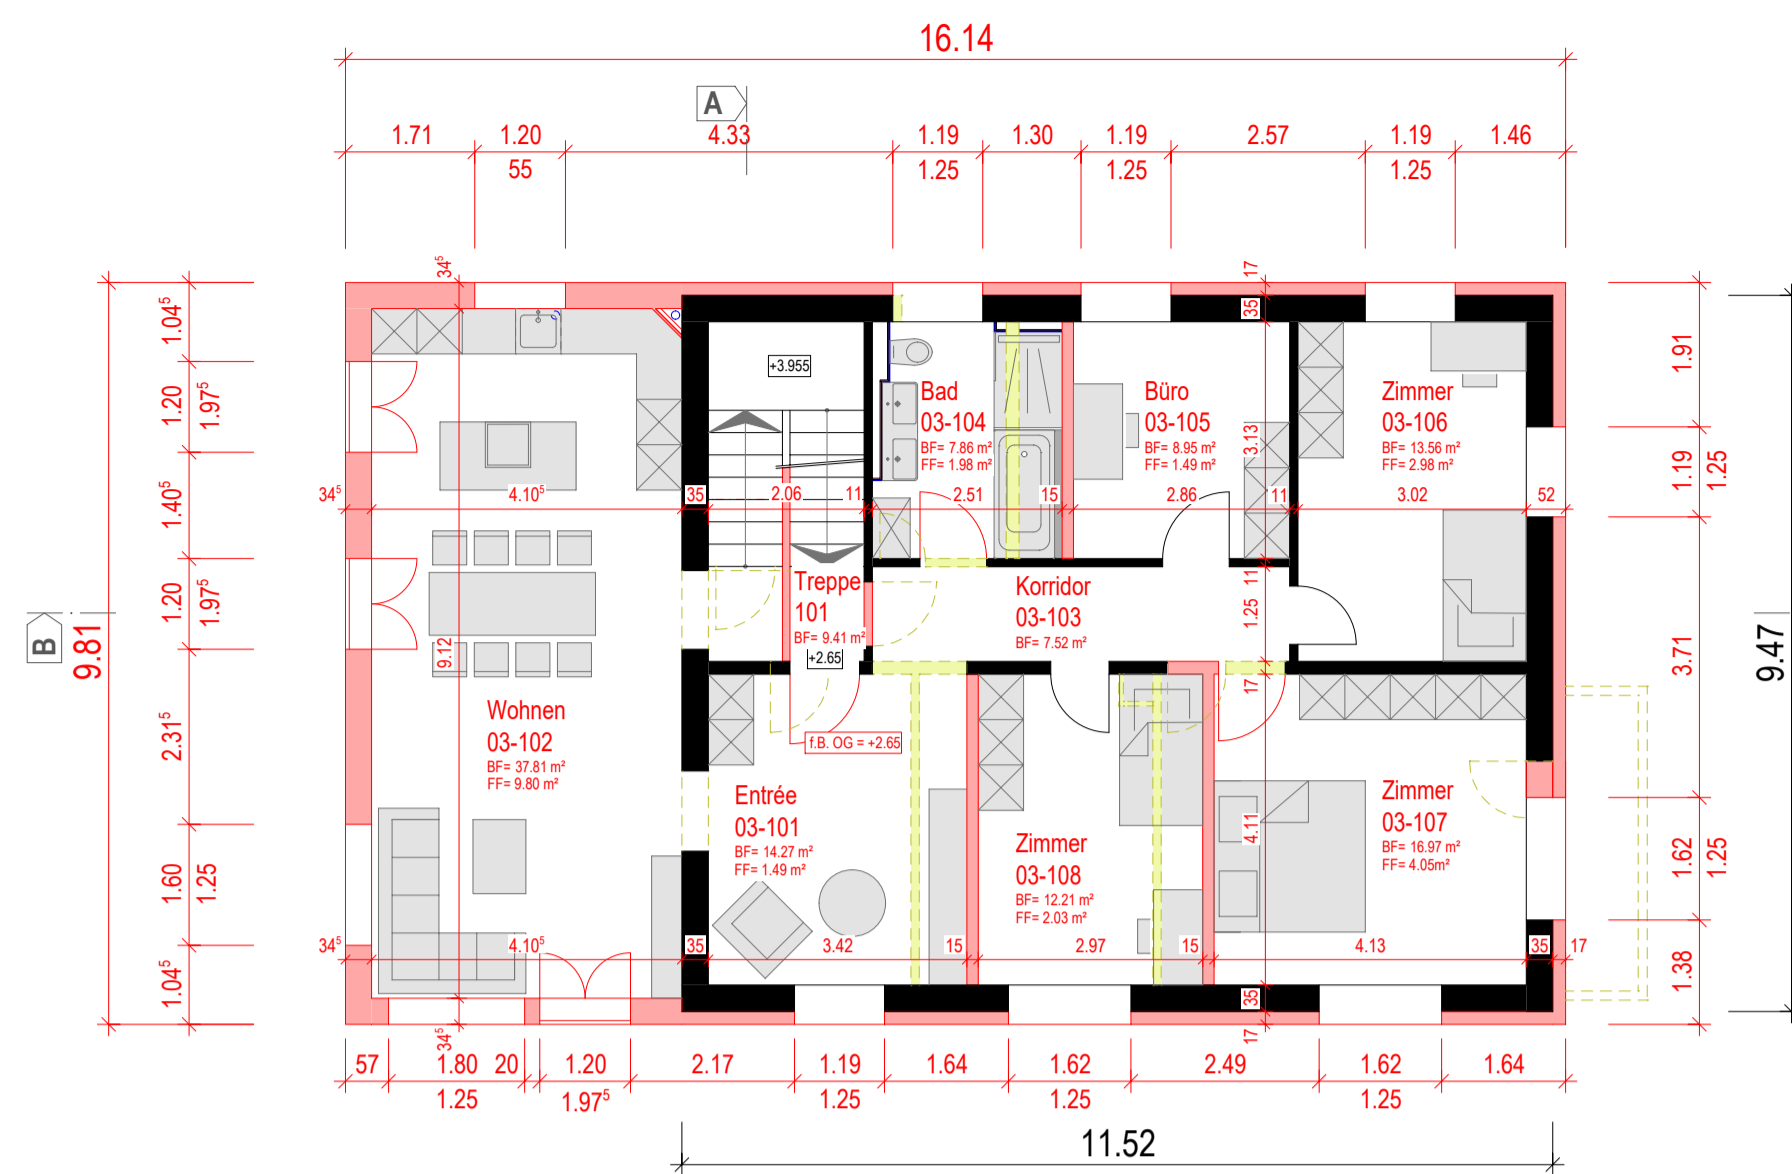 16.14
A
1.71 1.20 4.33 1.19 1.30 1.19 2.57 1.19 1.46
55 1.25 1.25 1.25
34⁵ 17
35
9.81
1.04⁵
1.20 1.97⁵
1.40⁵
1.20 1.97⁵
2.31⁵
1.60 1.25
1.04⁵
B
1.91
1.19 1.25
3.71
1.62 1.25
1.38
9.47
+3.955
Bad
03-104
BF= 7.86 m²
FF= 1.98 m²
Büro
03-105
BF= 8.95 m²
FF= 1.49 m²
3.13
Zimmer
03-106
BF= 13.56 m²
FF= 2.98 m²
34⁵ 4.10⁵ 35 2.06 11 2.51 15 2.86 11 3.02 52
Treppe
101
BF= 9.41 m²
+2.65
Korridor
03-103
BF= 7.52 m²
11
1.25
17
9.12
Wohnen
03-102
BF= 37.81 m²
FF= 9.80 m²
f.B. OG = +2.65
Entrée
03-101
BF= 14.27 m²
FF= 1.49 m²
Zimmer
03-108
BF= 12.21 m²
FF= 2.03 m²
4.11
Zimmer
03-107
BF= 16.97 m²
FF= 4.05m²
34⁵ 4.10⁵ 35 3.42 15 2.97 15 4.13 35 17
35
34⁵ 17
57 1.80 20 1.20 2.17 1.19 1.64 1.62 2.49 1.62 1.64
1.25 1.97⁵ 1.25 1.25 1.25
11.52